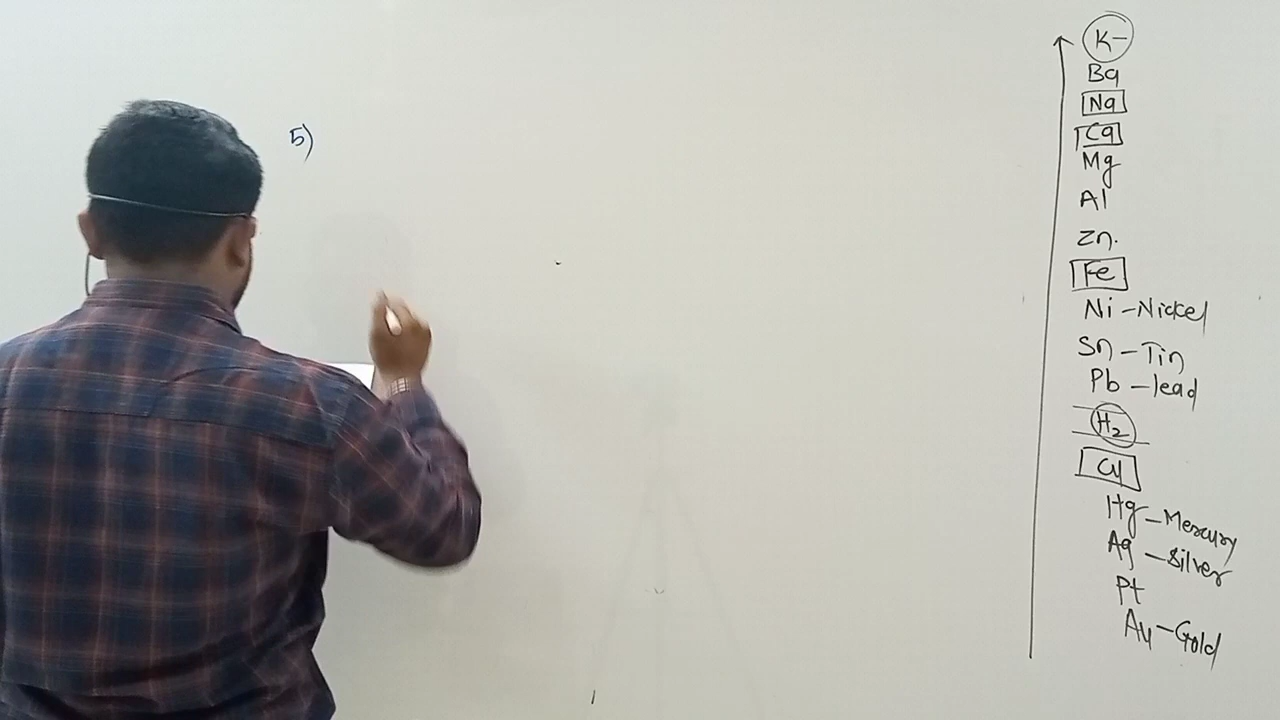 5)
K-
Ba
Na
Ca
Mg
Al
Zn.
Fe
Ni - Nickel
Sn - Tin
Pb - lead
H₂
Cu
Hg - Mercury
Ag - Silver
Pt
Au - Gold